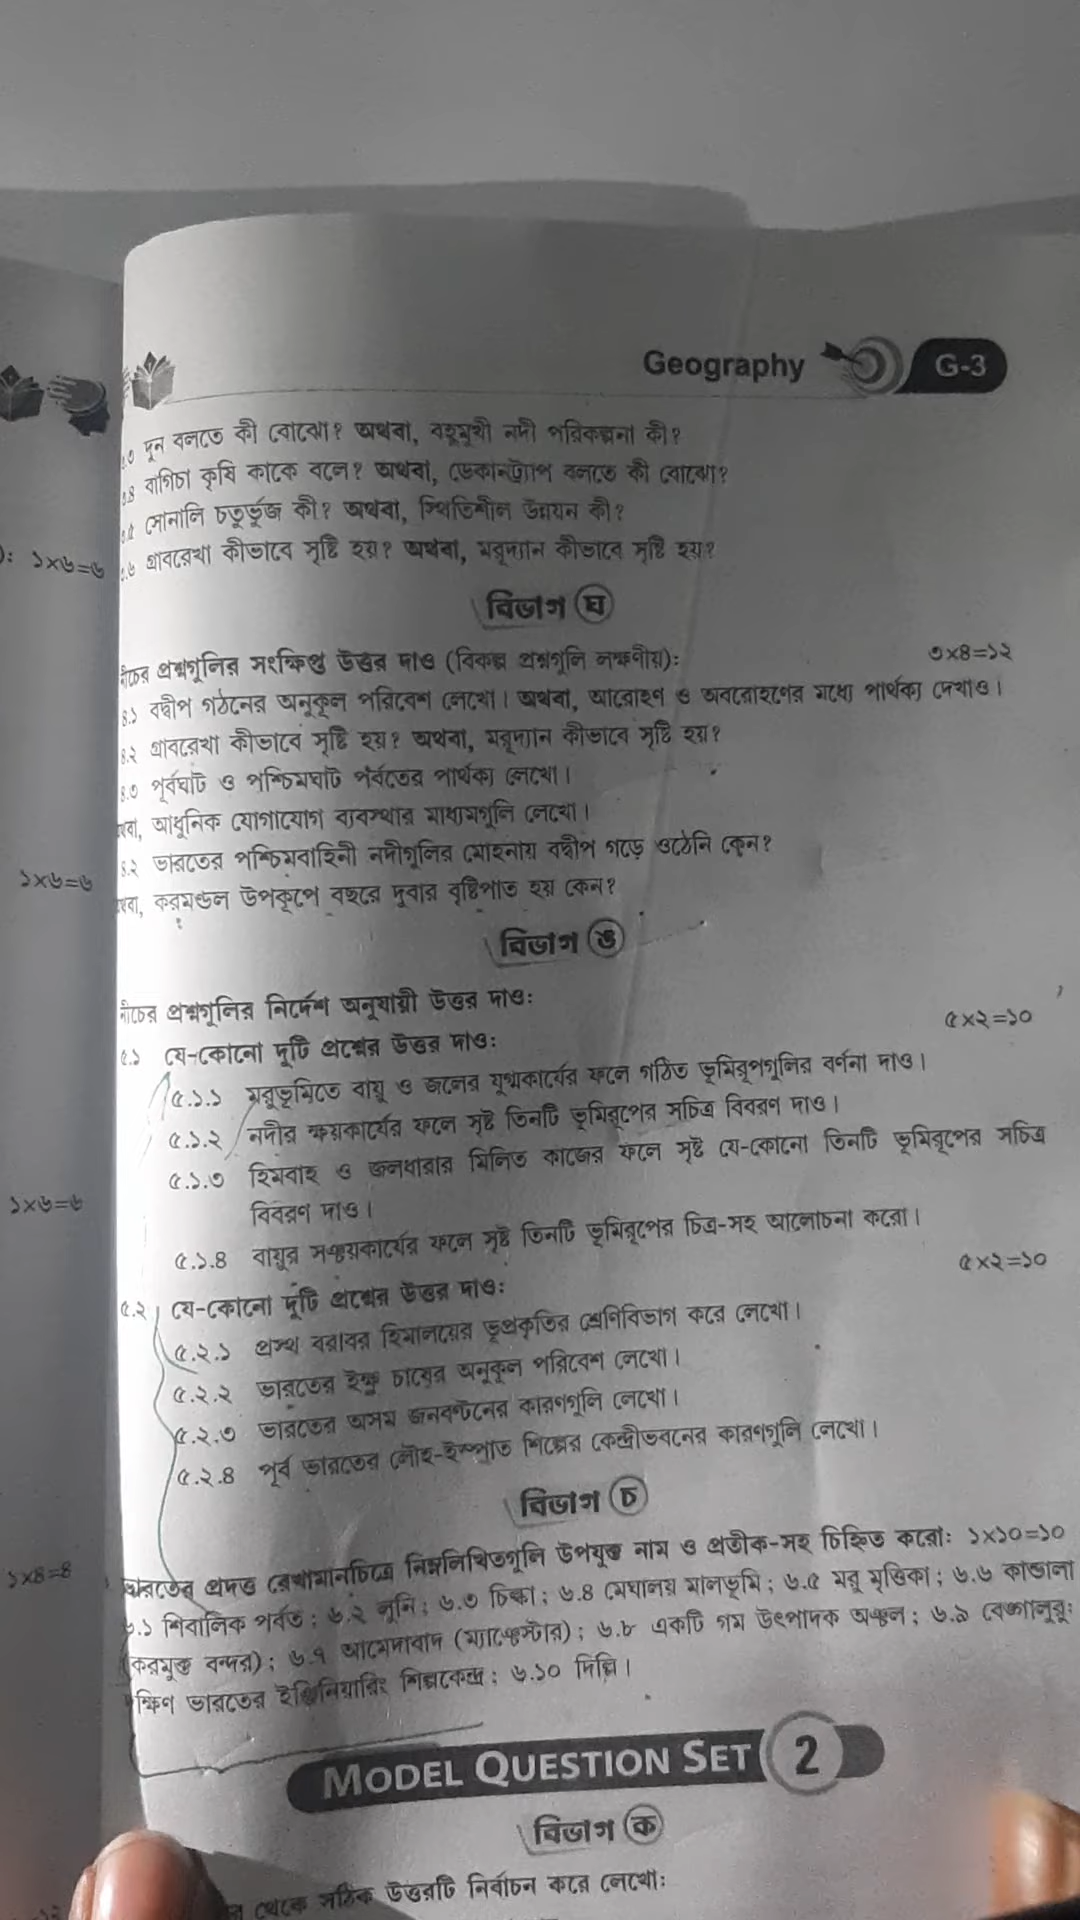 Geography G-3
৩.৩ দুন বলতে কী বোঝো? অথবা, বহুমুখী নদী পরিকল্পনা কী?
৩.৪ বাগিচা কৃষি কাকে বলে? অথবা, ডেকানট্র্যাপ বলতে কী বোঝো?
৩.৫ সোনালি চতুর্ভুজ কী? অথবা, স্থিতিশীল উন্নয়ন কী?
: ১×৬=৬
.৬ গ্রাবরেখা কীভাবে সৃষ্টি হয়? অথবা, মরূদ্যান কীভাবে সৃষ্টি হয়?
বিভাগ ঘ
নীচের প্রশ্নগুলির সংক্ষিপ্ত উত্তর দাও (বিকল্প প্রশ্নগুলি লক্ষণীয়): ৩×৪=১২
৪.১ বদ্বীপ গঠনের অনুকূল পরিবেশ লেখো। অথবা, আরোহণ ও অবরোহণের মধ্যে পার্থক্য দেখাও।
৪.২ গ্রাবরেখা কীভাবে সৃষ্টি হয়? অথবা, মরূদ্যান কীভাবে সৃষ্টি হয়?
৪.৩ পূর্বঘাট ও পশ্চিমঘাট পর্বতের পার্থক্য লেখো।
অথবা, আধুনিক যোগাযোগ ব্যবস্থার মাধ্যমগুলি লেখো।
৪.২ ভারতের পশ্চিমবাহিনী নদীগুলির মোহনায় বদ্বীপ গড়ে ওঠেনি কেন?
১×৬=৬
অথবা, করমণ্ডল উপকূপে বছরে দুবার বৃষ্টিপাত হয় কেন?
বিভাগ ঙ
নীচের প্রশ্নগুলির নির্দেশ অনুযায়ী উত্তর দাও:
৫.১ যে-কোনো দুটি প্রশ্নের উত্তর দাও: ৫×২=১০
৫.১.১ মরুভূমিতে বায়ু ও জলের যুগ্মকার্যের ফলে গঠিত ভূমিরূপগুলির বর্ণনা দাও।
৫.১.২ নদীর ক্ষয়কার্যের ফলে সৃষ্ট তিনটি ভূমিরূপের সচিত্র বিবরণ দাও।
৫.১.৩ হিমবাহ ও জলধারার মিলিত কাজের ফলে সৃষ্ট যে-কোনো তিনটি ভূমিরূপের সচিত্র
১×৬=৬
বিবরণ দাও।
৫.১.৪ বায়ুর সঞ্চয়কার্যের ফলে সৃষ্ট তিনটি ভূমিরূপের চিত্র-সহ আলোচনা করো।
৫.২ যে-কোনো দুটি প্রশ্নের উত্তর দাও: ৫×২=১০
৫.২.১ প্রস্থ বরাবর হিমালয়ের ভূপ্রকৃতির শ্রেণিবিভাগ করে লেখো।
৫.২.২ ভারতের ইক্ষু চাষের অনুকূল পরিবেশ লেখো।
৫.২.৩ ভারতের অসম জনবণ্টনের কারণগুলি লেখো।
৫.২.৪ পূর্ব ভারতের লৌহ-ইস্পাত শিল্পের কেন্দ্রীভবনের কারণগুলি লেখো।
বিভাগ চ
১×৪=৪
ভারতের প্রদত্ত রেখামানচিত্রে নিম্নলিখিতগুলি উপযুক্ত নাম ও প্রতীক-সহ চিহ্নিত করো: ১×১০=১০
৬.১ শিবালিক পর্বত; ৬.২ লুনি; ৬.৩ চিল্কা; ৬.৪ মেঘালয় মালভূমি; ৬.৫ মরু মৃত্তিকা; ৬.৬ কান্ডালা
(করমুক্ত বন্দর); ৬.৭ আমেদাবাদ (ম্যাঞ্চেস্টার); ৬.৮ একটি গম উৎপাদক অঞ্চল; ৬.৯ বেঙ্গালুরু:
দক্ষিণ ভারতের ইঞ্জিনিয়ারিং শিল্পকেন্দ্র; ৬.১০ দিল্লি।
MODEL QUESTION SET 2
বিভাগ ক
থেকে সঠিক উত্তরটি নির্বাচন করে লেখো: